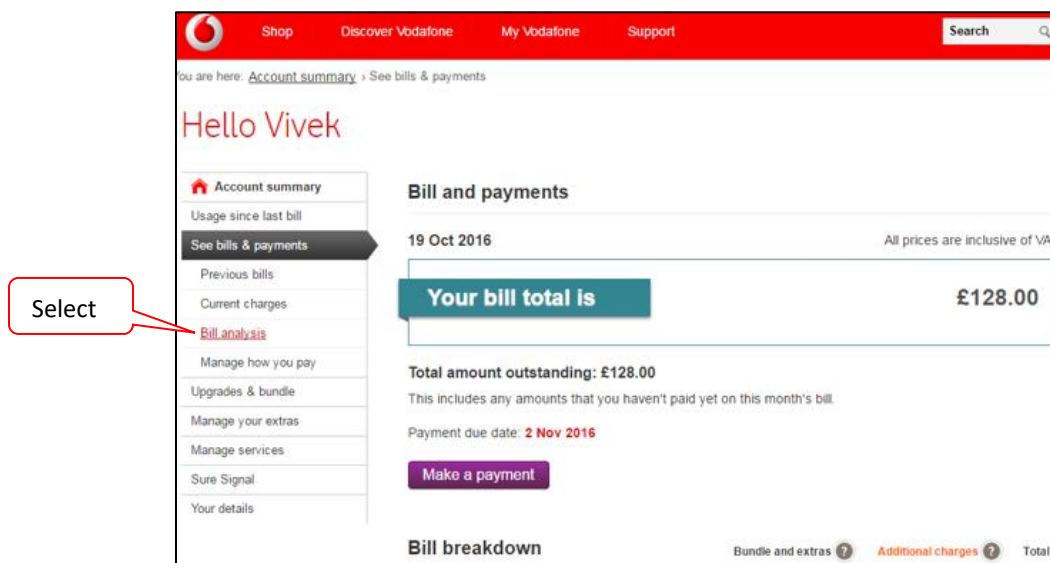 Shop Discover Vodafone My Vodafone Support Search
You are here: Account summary › See bills & payments
Hello Vivek
Account summary
Usage since last bill
See bills & payments
Previous bills
Current charges
Bill analysis
Manage how you pay
Upgrades & bundle
Manage your extras
Manage services
Sure Signal
Your details
Select
Bill and payments
19 Oct 2016 All prices are inclusive of VA
Your bill total is £128.00
Total amount outstanding: £128.00
This includes any amounts that you haven't paid yet on this month's bill.
Payment due date: 2 Nov 2016
Make a payment
Bill breakdown Bundle and extras ? Additional charges ? Total